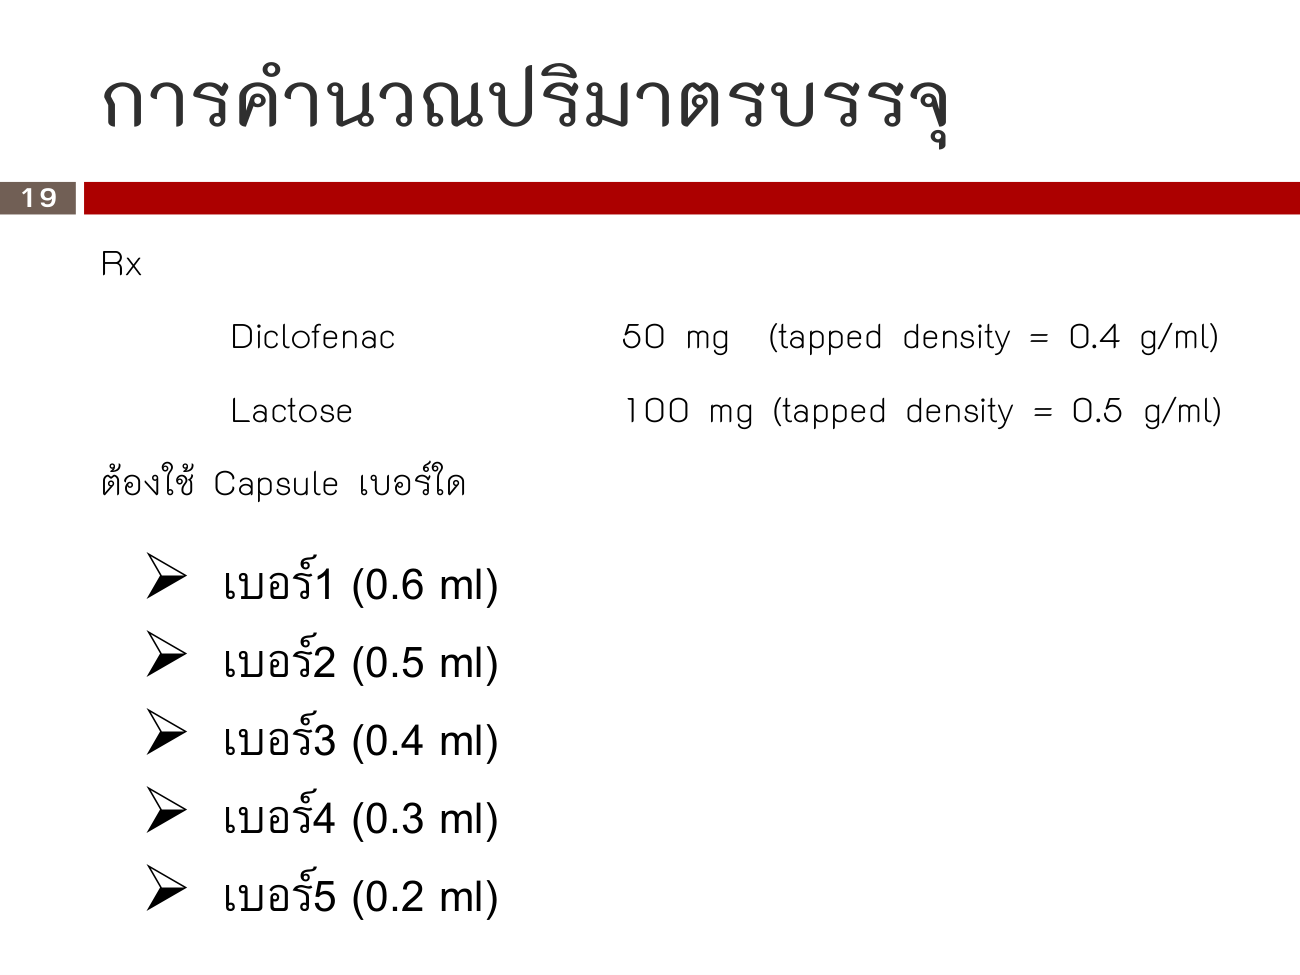 การคำนวณปริมาตรบรรจุ
19
Rx
Diclofenac 50 mg (tapped density = 0.4 g/ml)
Lactose 100 mg (tapped density = 0.5 g/ml)
ต้องใช้ Capsule เบอร์ใด
➢ เบอร์1 (0.6 ml)
➢ เบอร์2 (0.5 ml)
➢ เบอร์3 (0.4 ml)
➢ เบอร์4 (0.3 ml)
➢ เบอร์5 (0.2 ml)